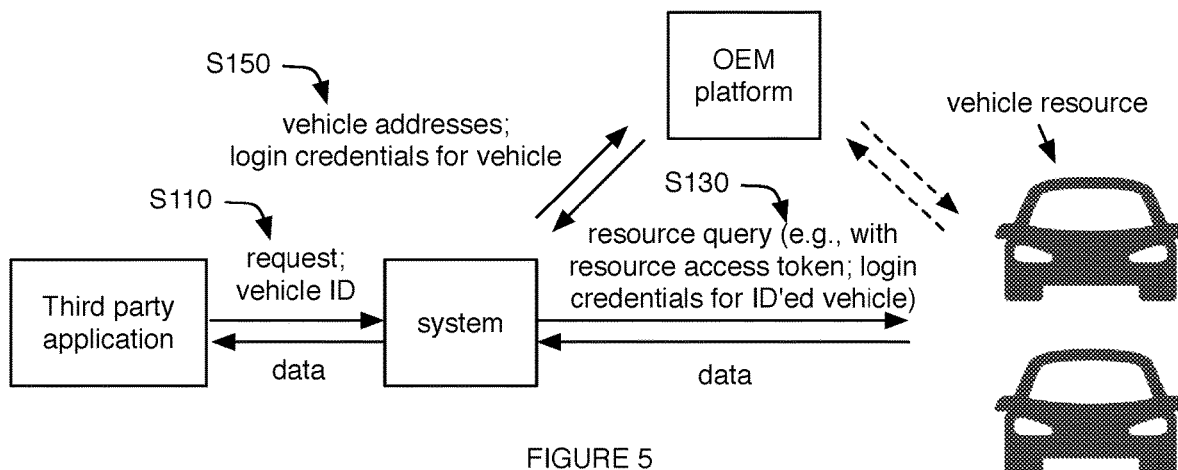 S150
vehicle addresses;
login credentials for vehicle
OEM
platform
vehicle resource
S110
request;
vehicle ID
S130
resource query (e.g., with
resource access token; login
credentials for ID'ed vehicle)
Third party
application
system
data
data
FIGURE 5